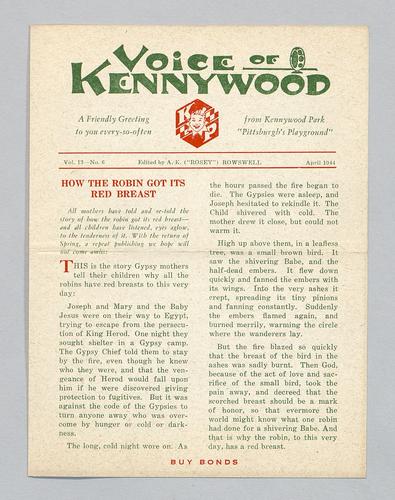 VOICE OF
KENNYWOOD
A Friendly Greeting
to you every-so-often
K
K P
from Kennywood Park
"Pittsburgh's Playground"
Vol. 13—No. 6
Edited by A. K. ("ROSEY") ROWSWELL
April 1944
HOW THE ROBIN GOT ITS
RED BREAST
All mothers have told and re-told the
story of how the robin got its red breast—
and all children have listened, eyes aglow,
to the tenderness of it. With the return of
Spring, a repeat publishing we hope will
not come amiss:
THIS is the story Gypsy mothers
tell their children why all the
robins have red breasts to this very
day:
Joseph and Mary and the Baby
Jesus were on their way to Egypt,
trying to escape from the persecu-
tion of King Herod. One night they
sought shelter in a Gypsy camp.
The Gypsy Chief told them to stay
by the fire, even though he knew
who they were, and that the ven-
geance of Herod would fall upon
him if he were discovered giving
protection to fugitives. But it was
against the code of the Gypsies to
turn anyone away who was over-
come by hunger or cold or dark-
ness.
The long, cold night wore on. As
the hours passed the fire began to
die. The Gypsies were asleep, and
Joseph hesitated to rekindle it. The
Child shivered with cold. The
mother drew it close, but could not
warm it.
High up above them, in a leafless
tree, was a small brown bird. It
saw the shivering Babe, and the
half-dead embers. It flew down
quickly and fanned the embers with
its wings. Into the very ashes it
crept, spreading its tiny pinions
and fanning constantly. Suddenly
the embers flamed again, and
burned merrily, warming the circle
where the wanderers lay.
But the fire blazed so quickly
that the breast of the bird in the
ashes was sadly burnt. Then God,
because of the act of love and sac-
rifice of the small bird, took the
pain away, and decreed that the
scorched breast should be a mark
of honor, so that evermore the
world might know what one robin
had done for a shivering Babe. And
that is why the robin, to this very
day, has a red breast.
BUY BONDS